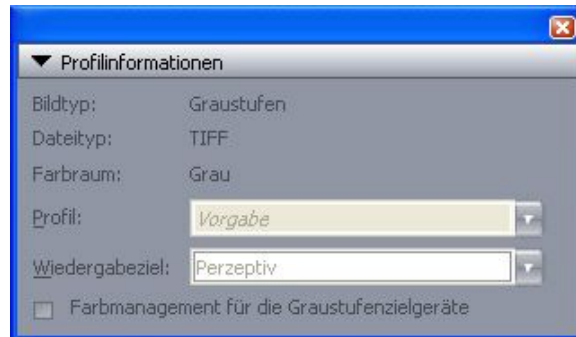 Profilinformationen
Bildtyp: Graustufen
Dateityp: TIFF
Farbraum: Grau
Profil: Vorgabe
Wiedergabeziel: Perzeptiv
Farbmanagement für die Graustufenzielgeräte